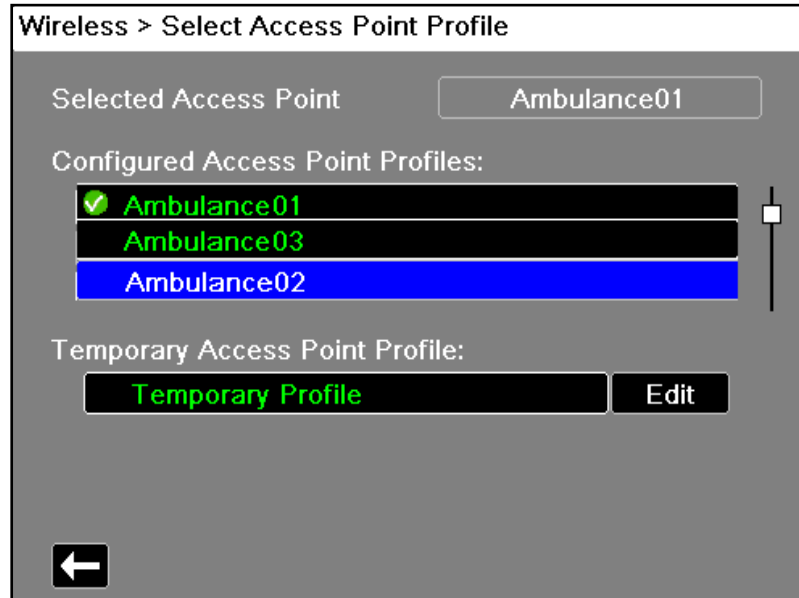 Wireless > Select Access Point Profile
Selected Access Point Ambulance01
Configured Access Point Profiles:
Ambulance01
Ambulance03
Ambulance02
Temporary Access Point Profile:
Temporary Profile Edit